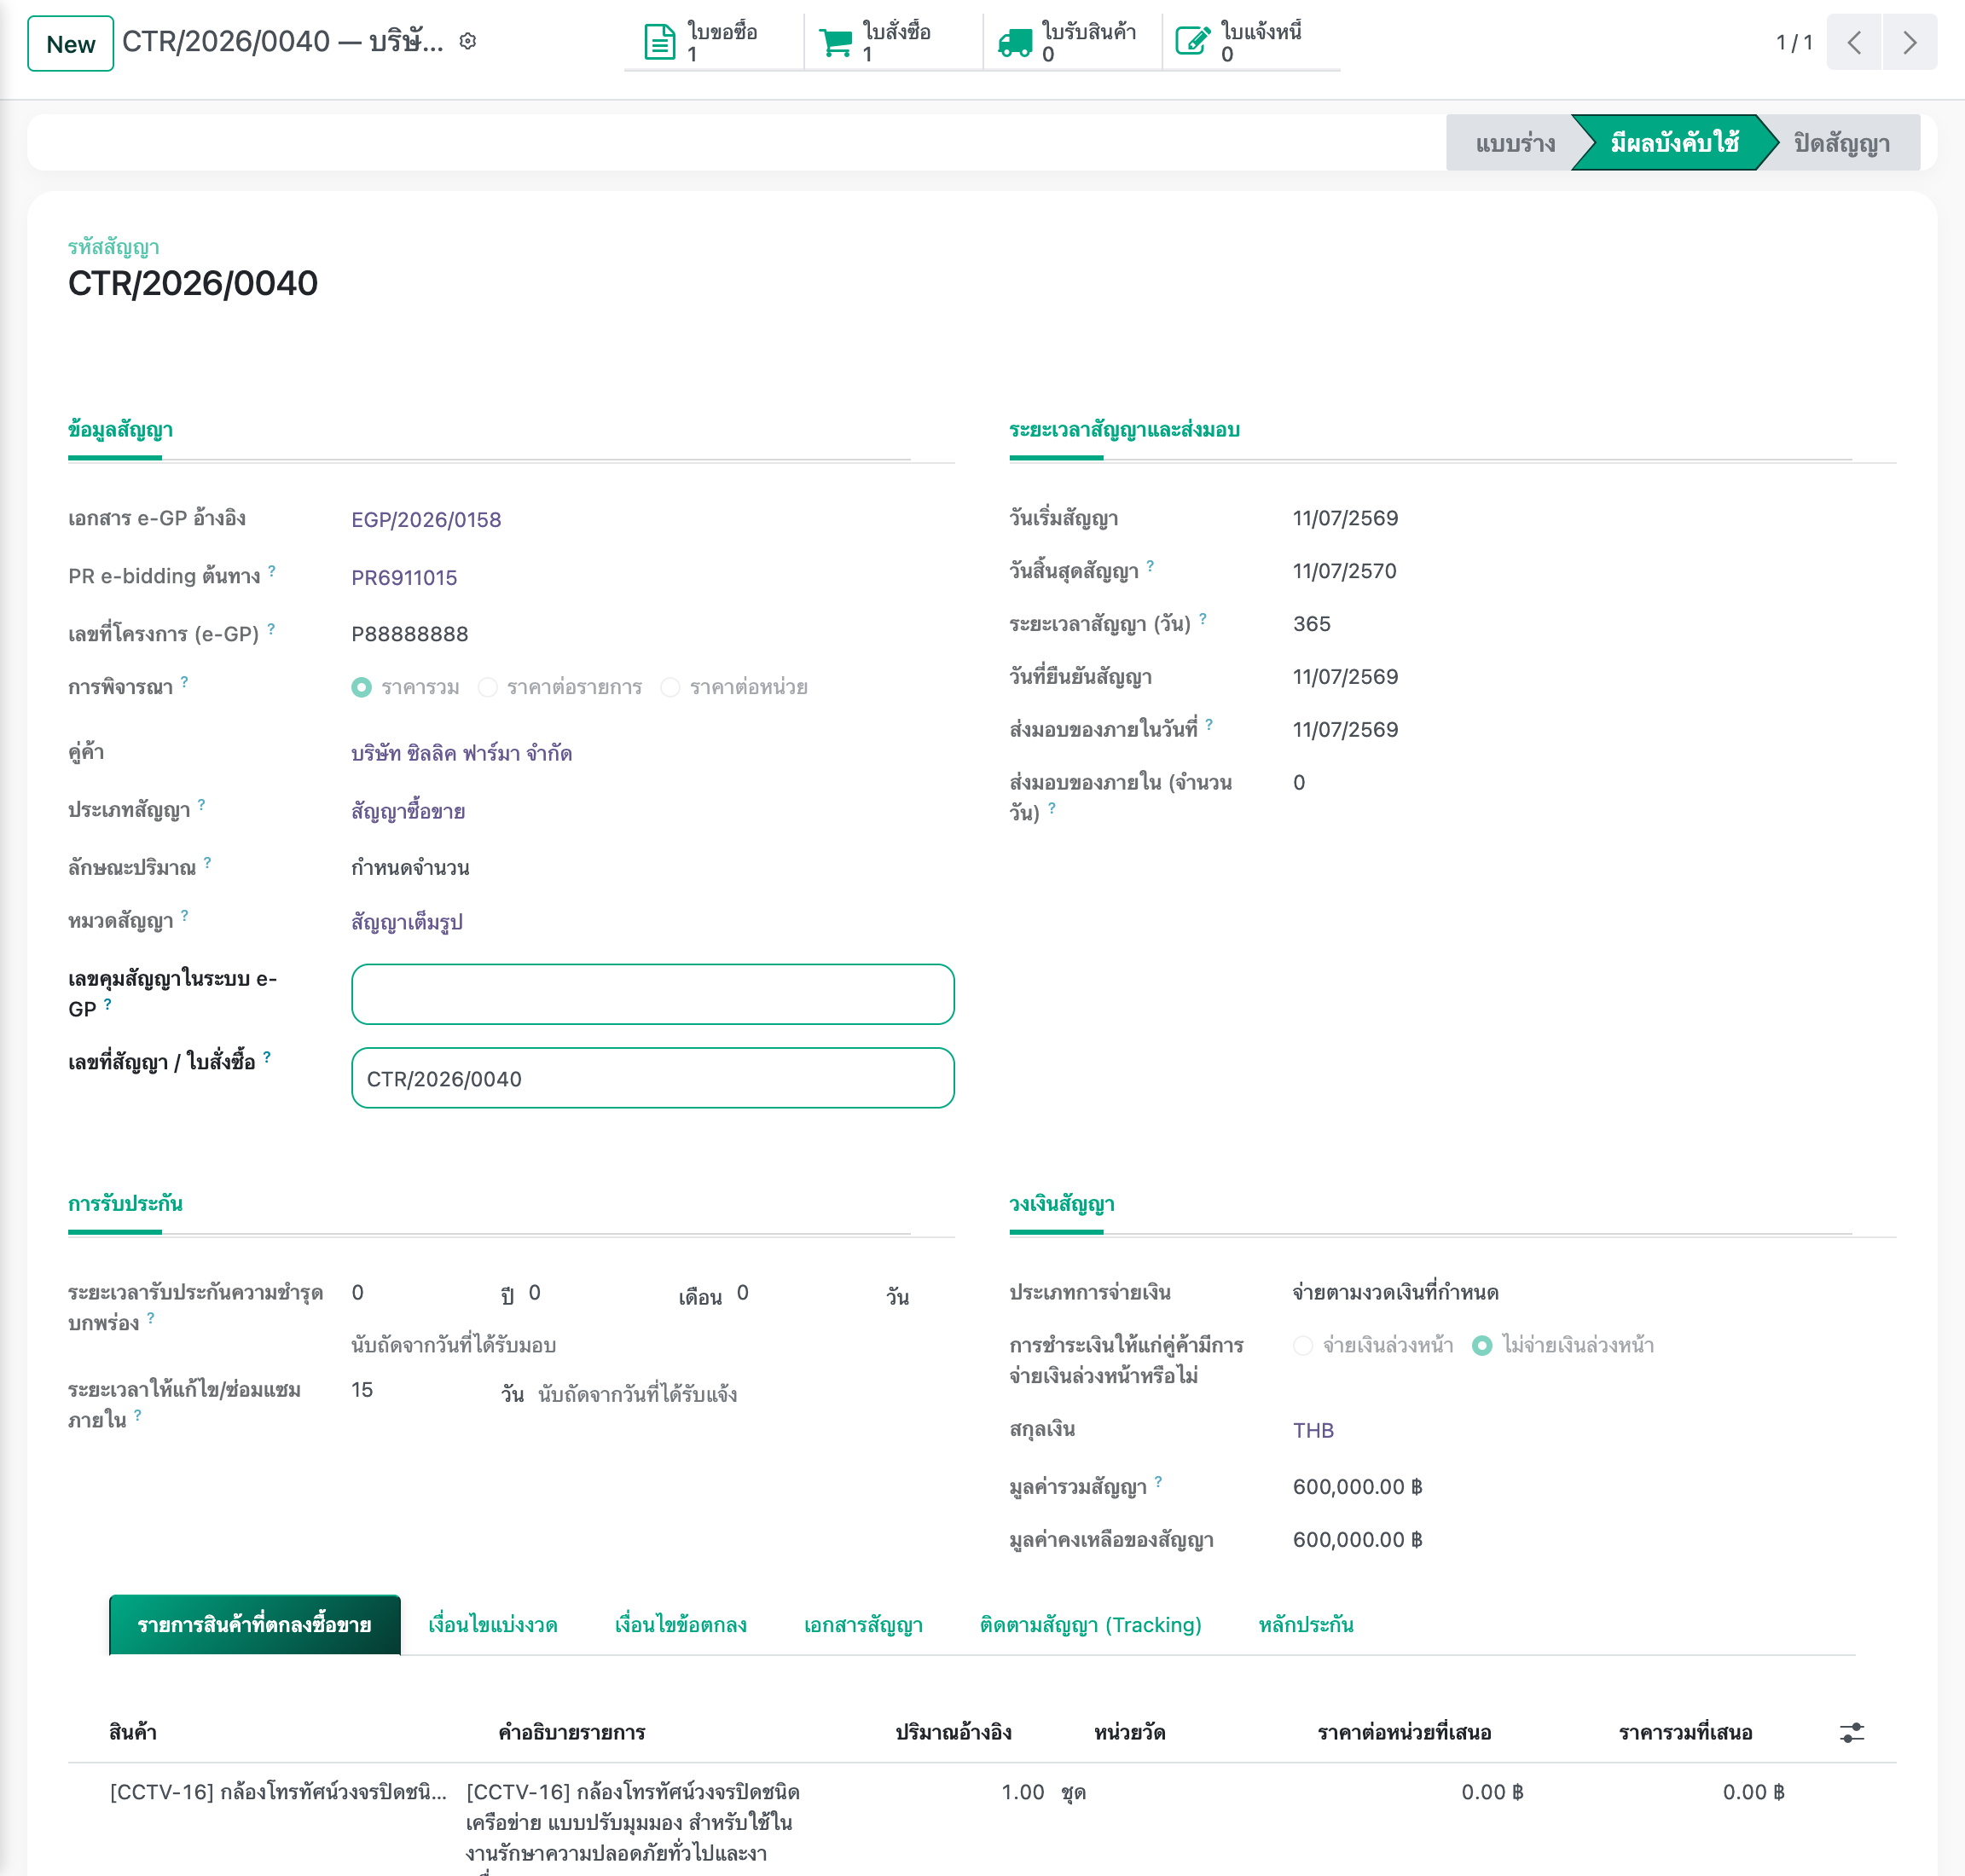 New
CTR/2026/0040 — บริษั...
ใบขอซื้อ
1
ใบสั่งซื้อ
1
ใบรับสินค้า
0
ใบแจ้งหนี้
0
1 / 1
แบบร่าง
มีผลบังคับใช้
ปิดสัญญา
รหัสสัญญา
CTR/2026/0040
ข้อมูลสัญญา
เอกสาร e-GP อ้างอิง EGP/2026/0158
PR e-bidding ต้นทาง ? PR6911015
เลขที่โครงการ (e-GP) ? P88888888
การพิจารณา ? ราคารวม ราคาต่อรายการ ราคาต่อหน่วย
คู่ค้า บริษัท ซิลลิค ฟาร์มา จำกัด
ประเภทสัญญา ? สัญญาซื้อขาย
ลักษณะปริมาณ ? กำหนดจำนวน
หมวดสัญญา ? สัญญาเต็มรูป
เลขคุมสัญญาในระบบ e-
GP ?
เลขที่สัญญา / ใบสั่งซื้อ ? CTR/2026/0040
ระยะเวลาสัญญาและส่งมอบ
วันเริ่มสัญญา 11/07/2569
วันสิ้นสุดสัญญา ? 11/07/2570
ระยะเวลาสัญญา (วัน) ? 365
วันที่ยืนยันสัญญา 11/07/2569
ส่งมอบของภายในวันที่ ? 11/07/2569
ส่งมอบของภายใน (จำนวน 0
วัน) ?
การรับประกัน
ระยะเวลารับประกันความชำรุด 0 ปี 0 เดือน 0 วัน
บกพร่อง ?
นับถัดจากวันที่ได้รับมอบ
ระยะเวลาให้แก้ไข/ซ่อมแซม 15 วัน นับถัดจากวันที่ได้รับแจ้ง
ภายใน ?
วงเงินสัญญา
ประเภทการจ่ายเงิน จ่ายตามงวดเงินที่กำหนด
การชำระเงินให้แก่คู่ค้ามีการ จ่ายเงินล่วงหน้า ไม่จ่ายเงินล่วงหน้า
จ่ายเงินล่วงหน้าหรือไม่
สกุลเงิน THB
มูลค่ารวมสัญญา ? 600,000.00 ฿
มูลค่าคงเหลือของสัญญา 600,000.00 ฿
รายการสินค้าที่ตกลงซื้อขาย เงื่อนไขแบ่งงวด เงื่อนไขข้อตกลง เอกสารสัญญา ติดตามสัญญา (Tracking) หลักประกัน
สินค้า คำอธิบายรายการ ปริมาณอ้างอิง หน่วยวัด ราคาต่อหน่วยที่เสนอ ราคารวมที่เสนอ
[CCTV-16] กล้องโทรทัศน์วงจรปิดชนิ... [CCTV-16] กล้องโทรทัศน์วงจรปิดชนิด 1.00 ชุด 0.00 ฿ 0.00 ฿
เครือข่าย แบบปรับมุมมอง สำหรับใช้ใน
งานรักษาความปลอดภัยทั่วไปและงา